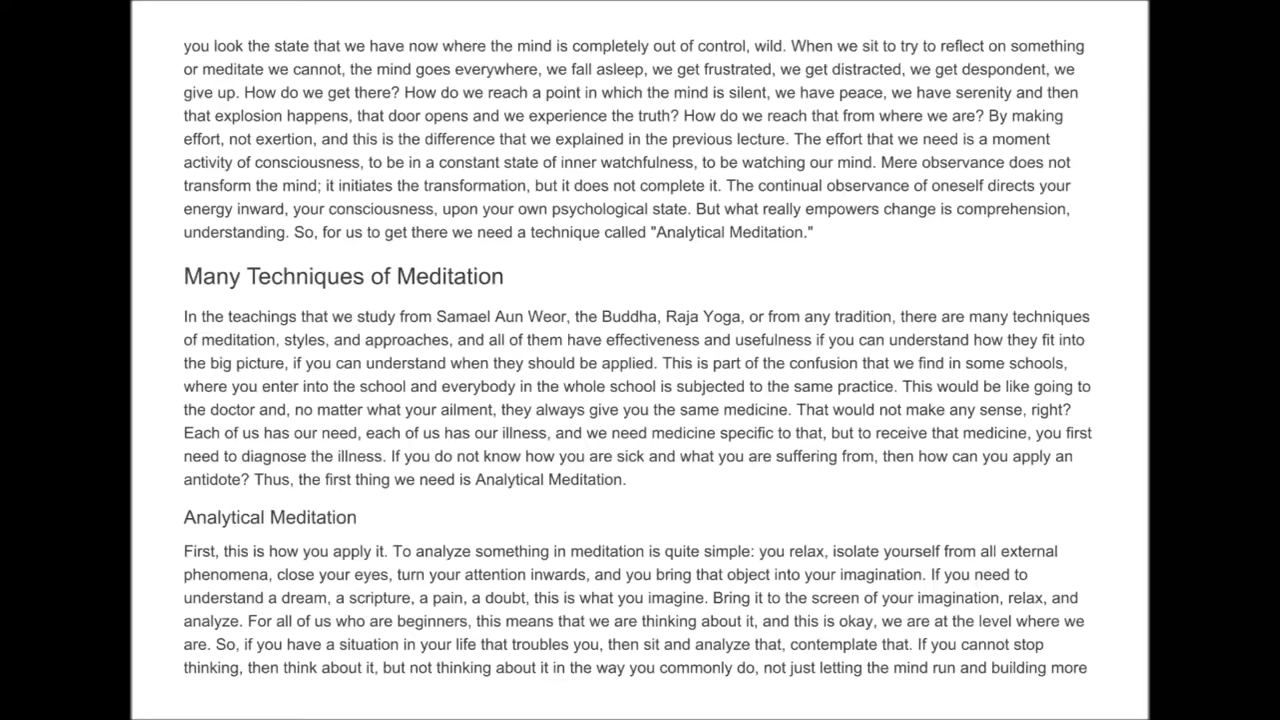 you look the state that we have now where the mind is completely out of control, wild. When we sit to try to reflect on something
or meditate we cannot, the mind goes everywhere, we fall asleep, we get frustrated, we get distracted, we get despondent, we
give up. How do we get there? How do we reach a point in which the mind is silent, we have peace, we have serenity and then
that explosion happens, that door opens and we experience the truth? How do we reach that from where we are? By making
effort, not exertion, and this is the difference that we explained in the previous lecture. The effort that we need is a moment
activity of consciousness, to be in a constant state of inner watchfulness, to be watching our mind. Mere observance does not
transform the mind; it initiates the transformation, but it does not complete it. The continual observance of oneself directs your
energy inward, your consciousness, upon your own psychological state. But what really empowers change is comprehension,
understanding. So, for us to get there we need a technique called "Analytical Meditation."
Many Techniques of Meditation
In the teachings that we study from Samael Aun Weor, the Buddha, Raja Yoga, or from any tradition, there are many techniques
of meditation, styles, and approaches, and all of them have effectiveness and usefulness if you can understand how they fit into
the big picture, if you can understand when they should be applied. This is part of the confusion that we find in some schools,
where you enter into the school and everybody in the whole school is subjected to the same practice. This would be like going to
the doctor and, no matter what your ailment, they always give you the same medicine. That would not make any sense, right?
Each of us has our need, each of us has our illness, and we need medicine specific to that, but to receive that medicine, you first
need to diagnose the illness. If you do not know how you are sick and what you are suffering from, then how can you apply an
antidote? Thus, the first thing we need is Analytical Meditation.
Analytical Meditation
First, this is how you apply it. To analyze something in meditation is quite simple: you relax, isolate yourself from all external
phenomena, close your eyes, turn your attention inwards, and you bring that object into your imagination. If you need to
understand a dream, a scripture, a pain, a doubt, this is what you imagine. Bring it to the screen of your imagination, relax, and
analyze. For all of us who are beginners, this means that we are thinking about it, and this is okay, we are at the level where we
are. So, if you have a situation in your life that troubles you, then sit and analyze that, contemplate that. If you cannot stop
thinking, then think about it, but not thinking about it in the way you commonly do, not just letting the mind run and building more